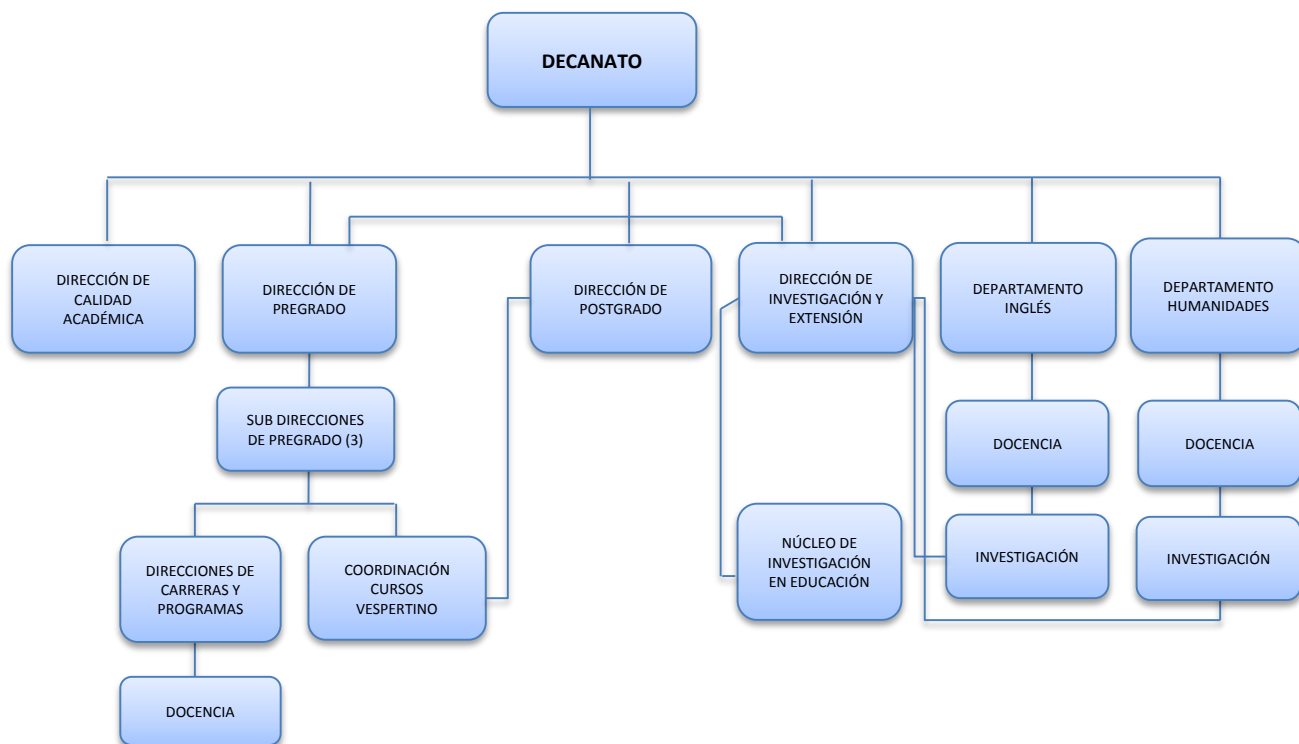 DECANATO
DIRECCIÓN DE
CALIDAD
ACADÉMICA
DIRECCIÓN DE
PREGRADO
DIRECCIÓN DE
POSTGRADO
DIRECCIÓN DE
INVESTIGACIÓN Y
EXTENSIÓN
DEPARTAMENTO
INGLÉS
DEPARTAMENTO
HUMANIDADES
SUB DIRECCIONES
DE PREGRADO (3)
DOCENCIA
DOCENCIA
DIRECCIONES DE
CARRERAS Y
PROGRAMAS
COORDINACIÓN
CURSOS
VESPERTINO
NÚCLEO DE
INVESTIGACIÓN
EN EDUCACIÓN
INVESTIGACIÓN
INVESTIGACIÓN
DOCENCIA